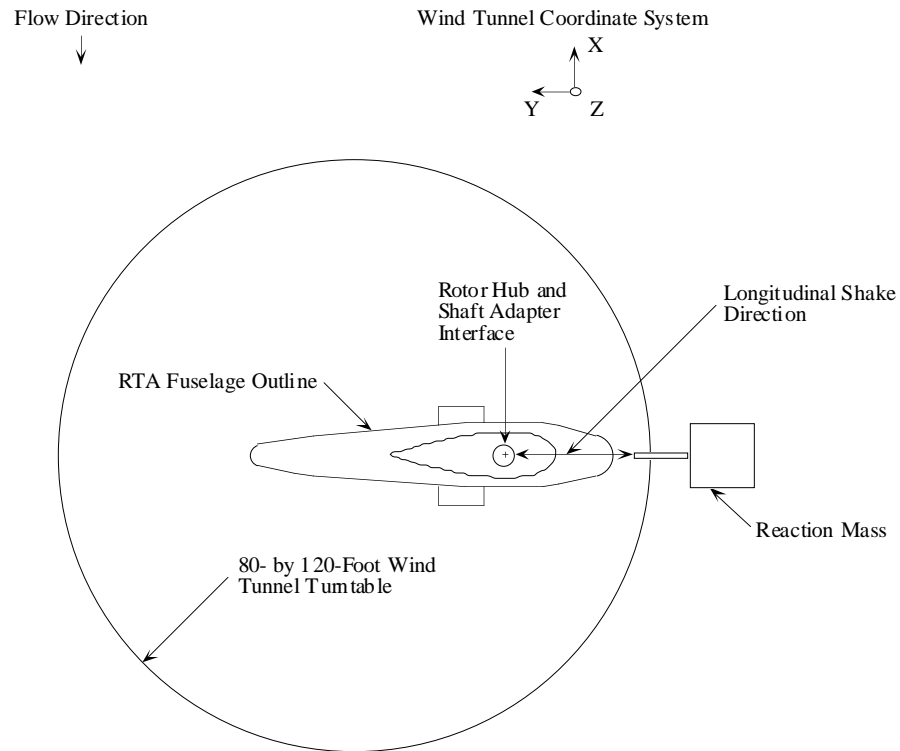 Flow Direction
Wind Tunnel Coordinate System
X
Y
Z
Rotor Hub and
Shaft Adapter
Interface
Longitudinal Shake
Direction
RTA Fuselage Outline
Reaction Mass
80- by 120-Foot Wind
Tunnel Turntable